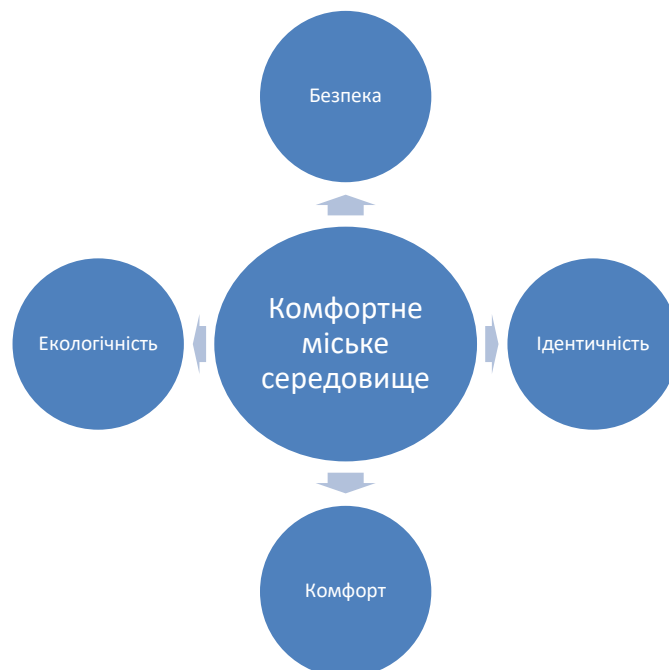 Безпека
Екологічність
Комфортне
міське
середовище
Ідентичність
Комфорт